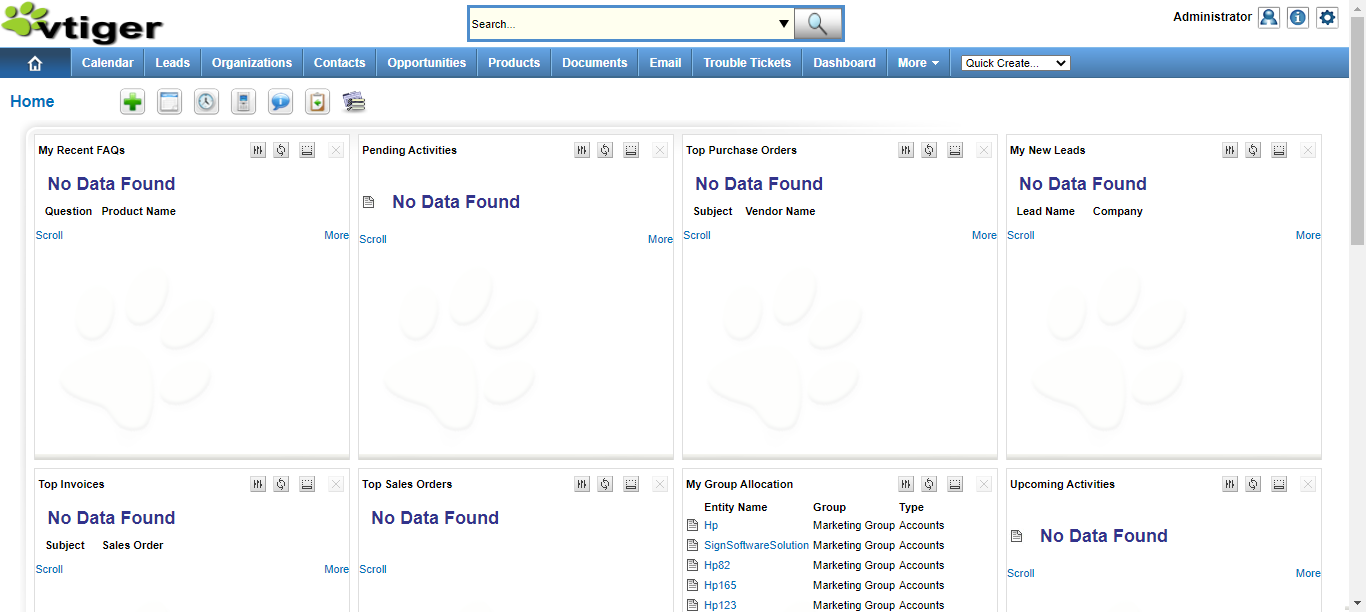 vtiger
Search...
Administrator
Calendar Leads Organizations Contacts Opportunities Products Documents Email Trouble Tickets Dashboard More Quick Create...
Home
My Recent FAQs
No Data Found
Question Product Name
Scroll More
Pending Activities
No Data Found
Scroll More
Top Purchase Orders
No Data Found
Subject Vendor Name
Scroll More
My New Leads
No Data Found
Lead Name Company
Scroll More
Top Invoices
No Data Found
Subject Sales Order
Scroll More
Top Sales Orders
No Data Found
Scroll
My Group Allocation
Entity Name Group Type
Hp Marketing Group Accounts
SignSoftwareSolution Marketing Group Accounts
Hp82 Marketing Group Accounts
Hp165 Marketing Group Accounts
Hp123 Marketing Group Accounts
Upcoming Activities
No Data Found
Scroll More